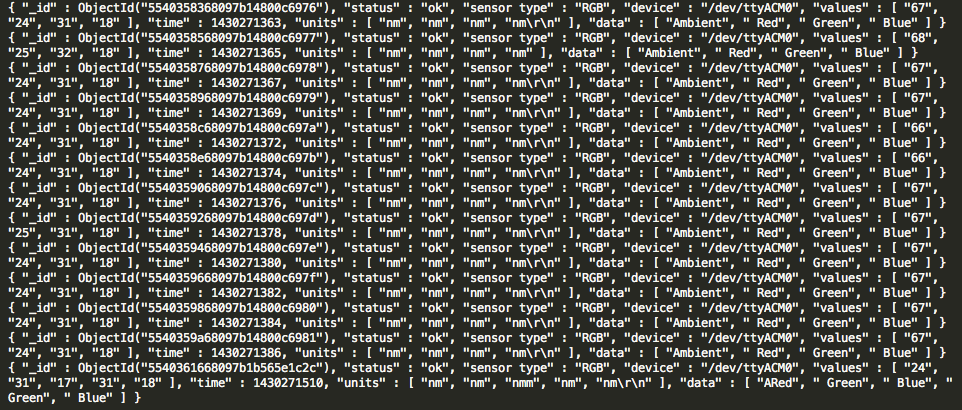 { "_id" : ObjectId("5540358368097b14800c6976"), "status" : "ok", "sensor type" : "RGB", "device" : "/dev/ttyACM0", "values" : [ "67",
"24", "31", "18" ], "time" : 1430271363, "units" : [ "nm", "nm", "nm", "nm\r\n" ], "data" : [ "Ambient", " Red", " Green", " Blue" ] }
{ "_id" : ObjectId("5540358568097b14800c6977"), "status" : "ok", "sensor type" : "RGB", "device" : "/dev/ttyACM0", "values" : [ "68",
"25", "32", "18" ], "time" : 1430271365, "units" : [ "nm", "nm", "nm", "nm" ], "data" : [ "Ambient", " Red", " Green", " Blue" ] }
{ "_id" : ObjectId("5540358768097b14800c6978"), "status" : "ok", "sensor type" : "RGB", "device" : "/dev/ttyACM0", "values" : [ "67",
"24", "31", "18" ], "time" : 1430271367, "units" : [ "nm", "nm", "nm", "nm\r\n" ], "data" : [ "Ambient", " Red", " Green", " Blue" ] }
{ "_id" : ObjectId("5540358968097b14800c6979"), "status" : "ok", "sensor type" : "RGB", "device" : "/dev/ttyACM0", "values" : [ "67",
"24", "31", "18" ], "time" : 1430271369, "units" : [ "nm", "nm", "nm", "nm\r\n" ], "data" : [ "Ambient", " Red", " Green", " Blue" ] }
{ "_id" : ObjectId("5540358c68097b14800c697a"), "status" : "ok", "sensor type" : "RGB", "device" : "/dev/ttyACM0", "values" : [ "66",
"24", "31", "18" ], "time" : 1430271372, "units" : [ "nm", "nm", "nm", "nm\r\n" ], "data" : [ "Ambient", " Red", " Green", " Blue" ] }
{ "_id" : ObjectId("5540358e68097b14800c697b"), "status" : "ok", "sensor type" : "RGB", "device" : "/dev/ttyACM0", "values" : [ "66",
"24", "31", "18" ], "time" : 1430271374, "units" : [ "nm", "nm", "nm", "nm\r\n" ], "data" : [ "Ambient", " Red", " Green", " Blue" ] }
{ "_id" : ObjectId("5540359068097b14800c697c"), "status" : "ok", "sensor type" : "RGB", "device" : "/dev/ttyACM0", "values" : [ "67",
"24", "31", "18" ], "time" : 1430271376, "units" : [ "nm", "nm", "nm", "nm\r\n" ], "data" : [ "Ambient", " Red", " Green", " Blue" ] }
{ "_id" : ObjectId("5540359268097b14800c697d"), "status" : "ok", "sensor type" : "RGB", "device" : "/dev/ttyACM0", "values" : [ "67",
"25", "31", "18" ], "time" : 1430271378, "units" : [ "nm", "nm", "nm", "nm\r\n" ], "data" : [ "Ambient", " Red", " Green", " Blue" ] }
{ "_id" : ObjectId("5540359468097b14800c697e"), "status" : "ok", "sensor type" : "RGB", "device" : "/dev/ttyACM0", "values" : [ "67",
"24", "31", "18" ], "time" : 1430271380, "units" : [ "nm", "nm", "nm", "nm\r\n" ], "data" : [ "Ambient", " Red", " Green", " Blue" ] }
{ "_id" : ObjectId("5540359668097b14800c697f"), "status" : "ok", "sensor type" : "RGB", "device" : "/dev/ttyACM0", "values" : [ "67",
"24", "31", "18" ], "time" : 1430271382, "units" : [ "nm", "nm", "nm", "nm\r\n" ], "data" : [ "Ambient", " Red", " Green", " Blue" ] }
{ "_id" : ObjectId("5540359868097b14800c6980"), "status" : "ok", "sensor type" : "RGB", "device" : "/dev/ttyACM0", "values" : [ "67",
"24", "31", "18" ], "time" : 1430271384, "units" : [ "nm", "nm", "nm", "nm\r\n" ], "data" : [ "Ambient", " Red", " Green", " Blue" ] }
{ "_id" : ObjectId("5540359a68097b14800c6981"), "status" : "ok", "sensor type" : "RGB", "device" : "/dev/ttyACM0", "values" : [ "67",
"24", "31", "18" ], "time" : 1430271386, "units" : [ "nm", "nm", "nm", "nm\r\n" ], "data" : [ "Ambient", " Red", " Green", " Blue" ] }
{ "_id" : ObjectId("5540361668097b1b565e1c2c"), "status" : "ok", "sensor type" : "RGB", "device" : "/dev/ttyACM0", "values" : [ "24",
"31", "17", "31", "18" ], "time" : 1430271510, "units" : [ "nm", "nm", "nmm", "nm", "nm\r\n" ], "data" : [ "ARed", " Green", " Blue", "
Green", " Blue" ] }